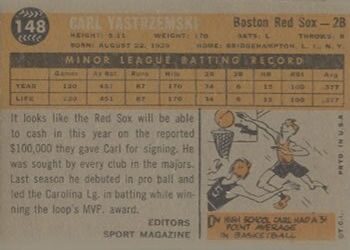 148
CARL YASTRZEMSKI
Boston Red Sox — 2B
HEIGHT: 5:11 WEIGHT: 170 BATS: L THROWS: R
BORN: AUGUST 22, 1939 HOME: BRIDGEHAMPTON, L. I., N. Y.
MINOR LEAGUE BATTING RECORD
Games At Bat Runs Hits 2B 3B HR RBI Avg.
YEAR 120 451 87 170 34 6 15 100 .377
LIFE 120 451 87 170 34 6 15 100 .377
It looks like the Red Sox will be able
to cash in this year on the reported
$100,000 they gave Carl for signing. He
was sought by every club in the majors.
Last season he debuted in pro ball and
led the Carolina Lg. in batting while win-
ning the loop's MVP. award.
EDITORS
SPORT MAGAZINE
IN HIGH SCHOOL CARL HAD A 31
POINT AVERAGE
IN BASKETBALL
©T.C.G. PRTD. IN U.S.A.